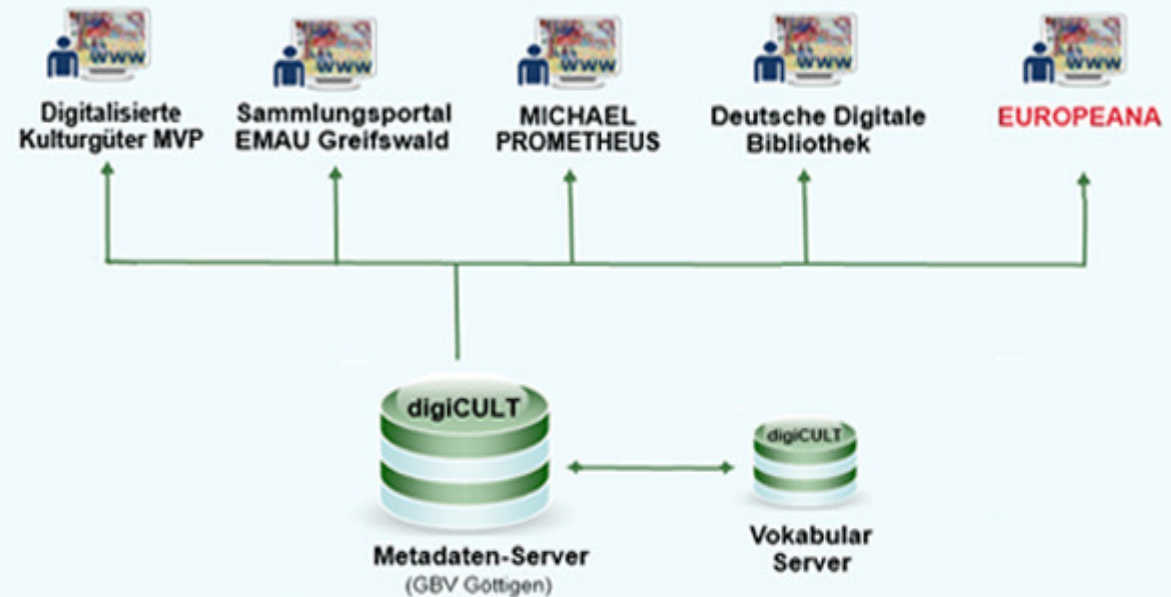 www
www
www
www
www
Digitalisierte
Kulturgüter MVP
Sammlungsportal
EMAU Greifswald
MICHAEL
PROMETHEUS
Deutsche Digitale
Bibliothek
EUROPEANA
digiCULT
digiCULT
Metadaten-Server
(GBV Göttigen)
Vokabular
Server